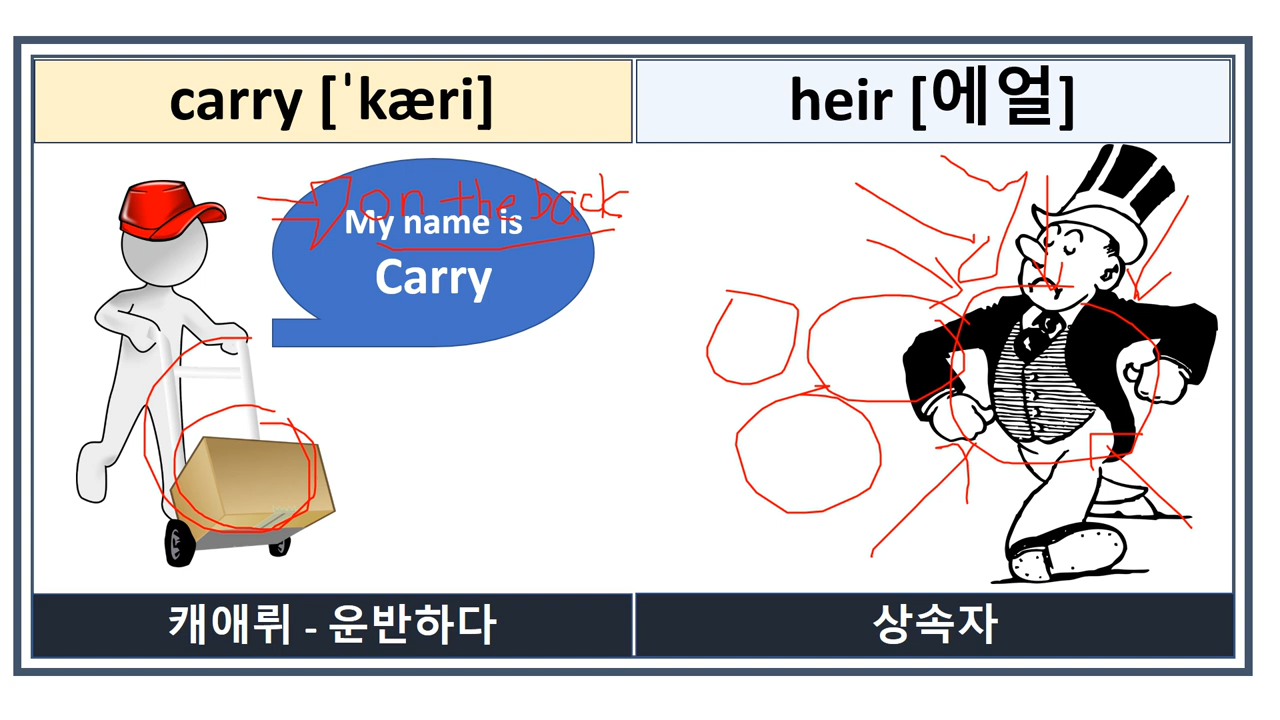 carry [ˈkæri]
heir [에얼]
on the back
My name is
Carry
캐애뤼 - 운반하다
상속자